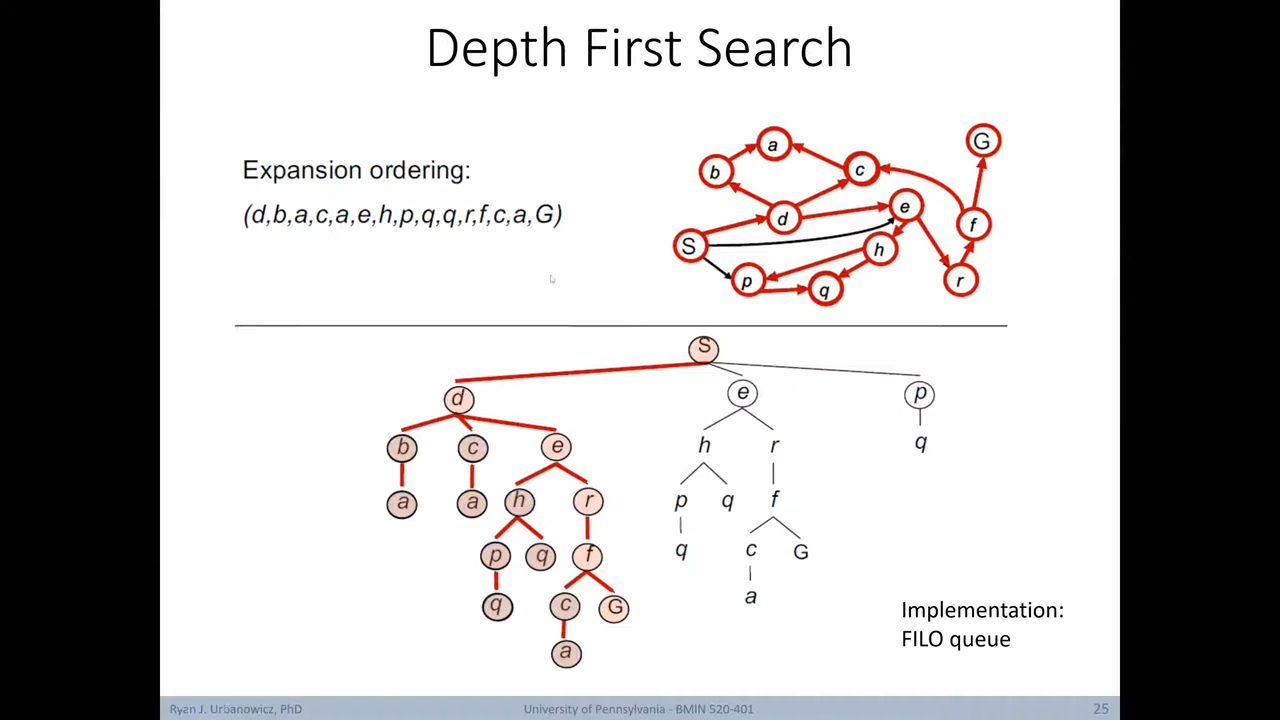 Depth First Search
Expansion ordering:
(d,b,a,c,a,e,h,p,q,q,r,f,c,a,G)
a
G
b
c
e
d
f
S
h
p
q
r
S
d
e
p
b
c
e
h
r
q
a
a
h
r
p
q
f
p
q
f
q
c
G
q
c
G
a
a
Implementation:
FILO queue
Ryan J. Urbanowicz, PhD
University of Pennsylvania - BMIN 520-401
25